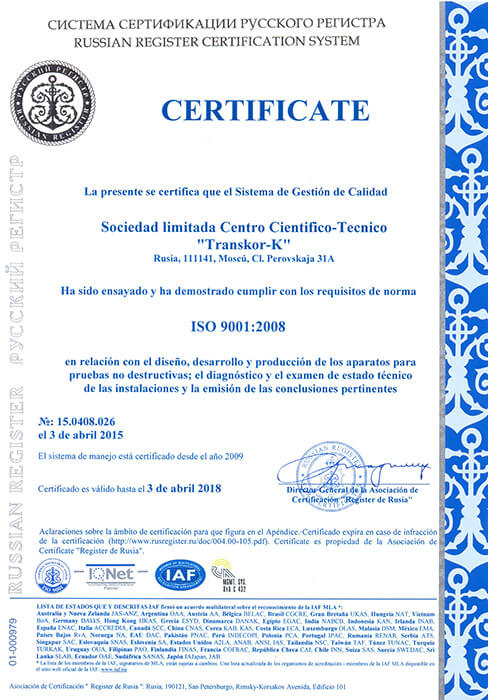 СИСТЕМА СЕРТИФИКАЦИИ РУССКОГО РЕГИСТРА
RUSSIAN REGISTER CERTIFICATION SYSTEM
РУССКИЙ РЕГИСТР
RUSSIAN REGISTER
CERTIFICATE
La presente se certifica que el Sistema de Gestión de Calidad
Sociedad limitada Centro Cientifico-Tecnico
"Transkor-K"
Rusia, 111141, Moscú, Cl. Perovskaja 31A
Ha sido ensayado y ha demostrado cumplir con los requisitos de norma
ISO 9001:2008
en relación con el diseño, desarrollo y producción de los aparatos para
pruebas no destructivas; el diagnóstico y el examen de estado técnico
de las instalaciones y la emisión de las conclusiones pertinentes
№: 15.0408.026
el 3 de abril 2015
El sistema de manejo está certificado desde el año 2009
Certificado es válido hasta el 3 de abril 2018
Director General de la Asociación de
Certificación "Register de Rusia"
Aclaraciones sobre la ámbito de certificación para que figura en el Apéndice. Certificado expira en caso de infracción
de la certificación (http://www.rusregister.ru/doc/004.00-105.pdf). Certificate es propiedad de la Asociación de
Certificate "Register de Rusia".
IQNet
Partner
IAF
MGMT. SYS.
RvA C 432
LISTA DE ESTADOS QUE Y DESCRITAS IAF firmó un acuerdo multilateral sobre el reconocimiento de la IAF MLA *:
Australia y Nueva Zelanda JAS-ANZ, Argentina OAA, Austria AA, Bélgica BELAC, Brasil CGCRE, Gran Bretaña UKAS, Hungria NAT, Vietnam
BoA, Germany DAkkS, Hong Kong HKAS, Grecia ESYD, Dinamarca DANAK, Egipto EGAC, India NABCB, Indonesia KAN, Irlanda INAB,
España ENAC, Italia ACCREDIA, Canadá SCC, China CNAS, Corea KAB, KAS, Costa Rica ECA, Luxemburgo OLAS, Malasia DSM, México EMA,
Países Bajos RvA, Noruega NA, EAU DAC, Pakistán PNAC, Perú INDECOPI, Polonia PCA, Portugal IPAC, Rumania RENAR, Serbia ATS,
Singapur SAC, Eslovaquia SNAS, Eslovenia SA, Estados Unidos A2LA, ANAB, ANSI, IAS, Tailandia NSC, Taiwán TAF, Túnez TUNAC, Turquía
TURKAK, Uruguay OUA, Filipinas PAO, Finlandia FINAS, Francia COFRAC, República Checa CAI, Chile INN, Suiza SAS, Suecia SWEDAC, Sri
Lanka SLAB, Ecuador OAE, Sudáfrica SANAS, Japón JAJapan, JAB
* La lista de los miembros de la IAF, signatarios de MLA, están sujetas a cambios. Una lista actualizada de los organismos de acreditación - miembros de la IAF MLA disponible en
el sitio web oficial de la IAF: www.iaf.nu
01-000979
Asociación de Certificación " Register de Rusia ": Rusia, 190121, San Petersburgo, Rimsky-Korsakov Avenida, Edificio 101